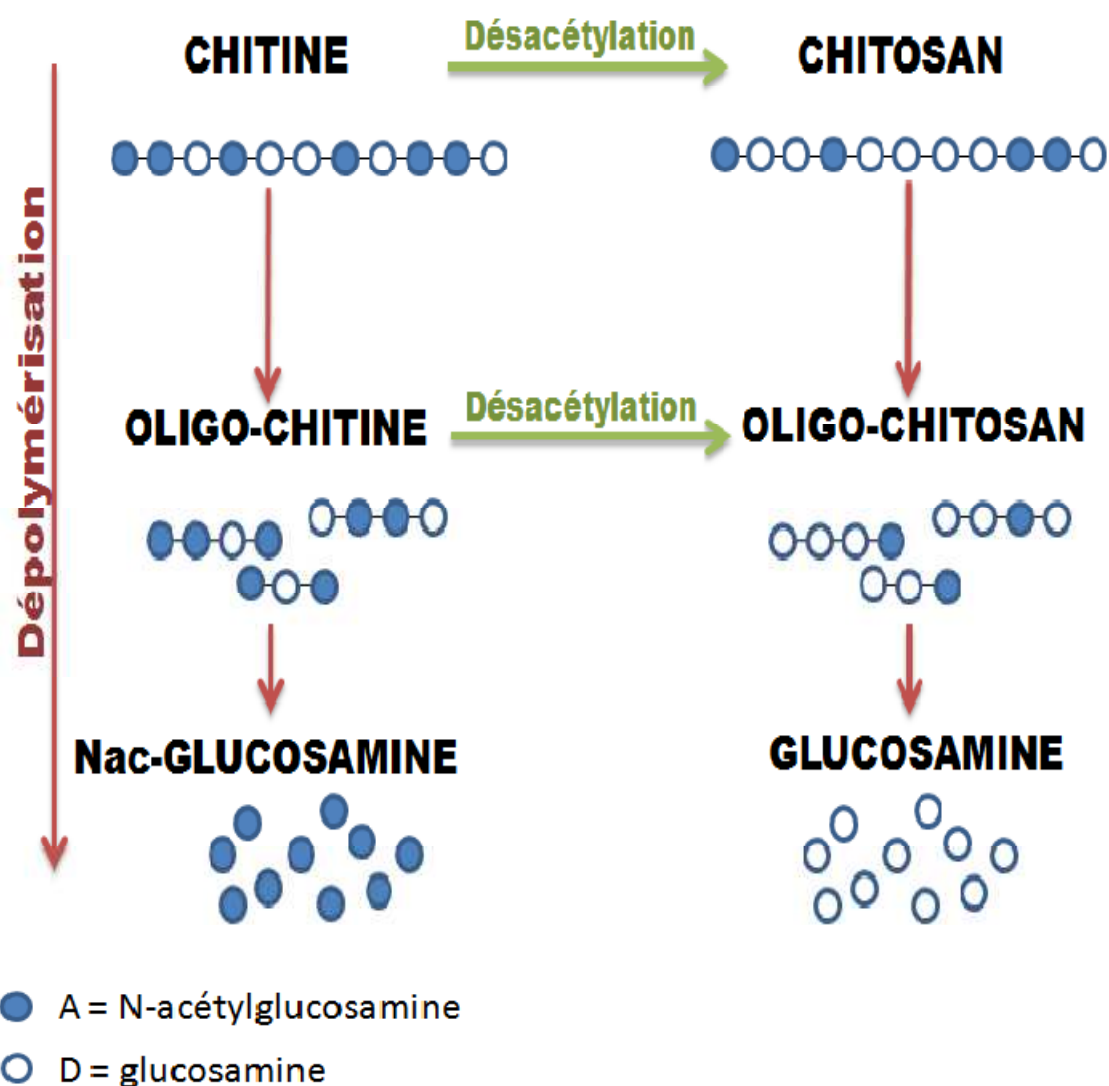 CHITINE
Désacétylation
CHITOSAN
Dépolymérisation
OLIGO-CHITINE
Désacétylation
OLIGO-CHITOSAN
Nac-GLUCOSAMINE
GLUCOSAMINE
A = N-acétylglucosamine
D = glucosamine